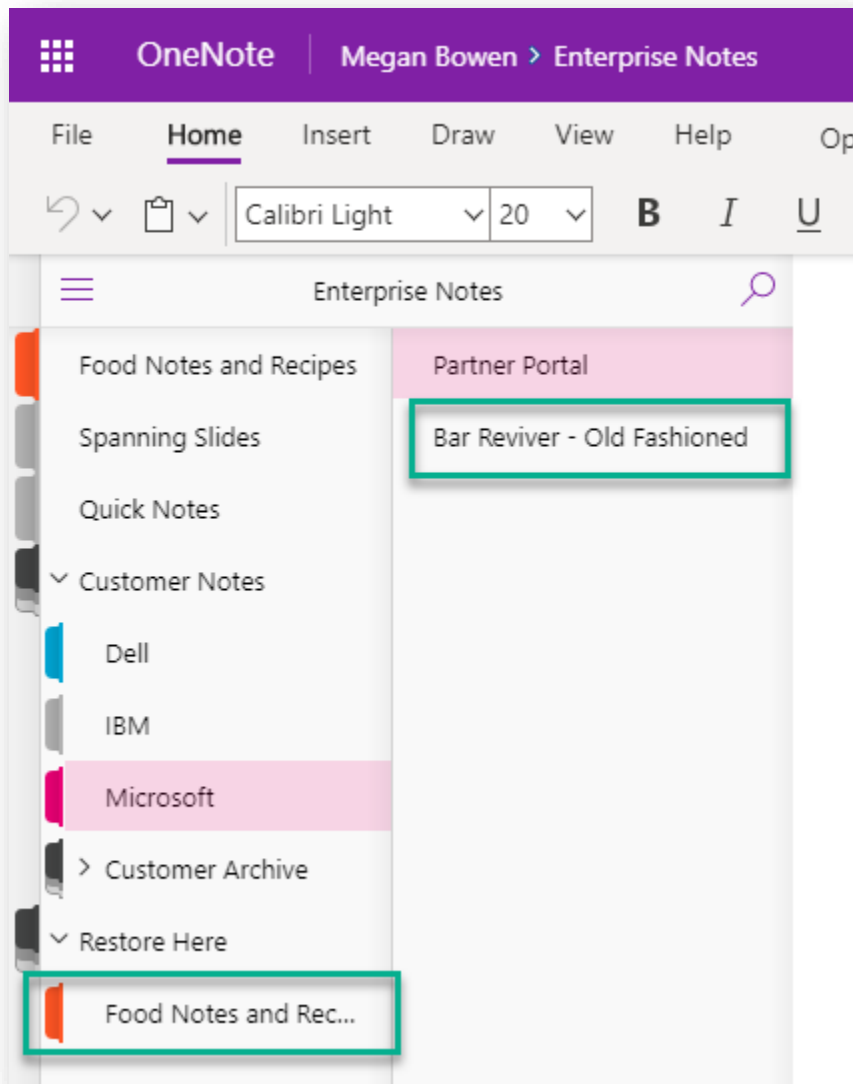 OneNote Megan Bowen > Enterprise Notes
File Home Insert Draw View Help Op
Calibri Light 20 B I U
Enterprise Notes
Food Notes and Recipes
Spanning Slides
Quick Notes
Customer Notes
Dell
IBM
Microsoft
Customer Archive
Restore Here
Food Notes and Rec...
Partner Portal
Bar Reviver - Old Fashioned